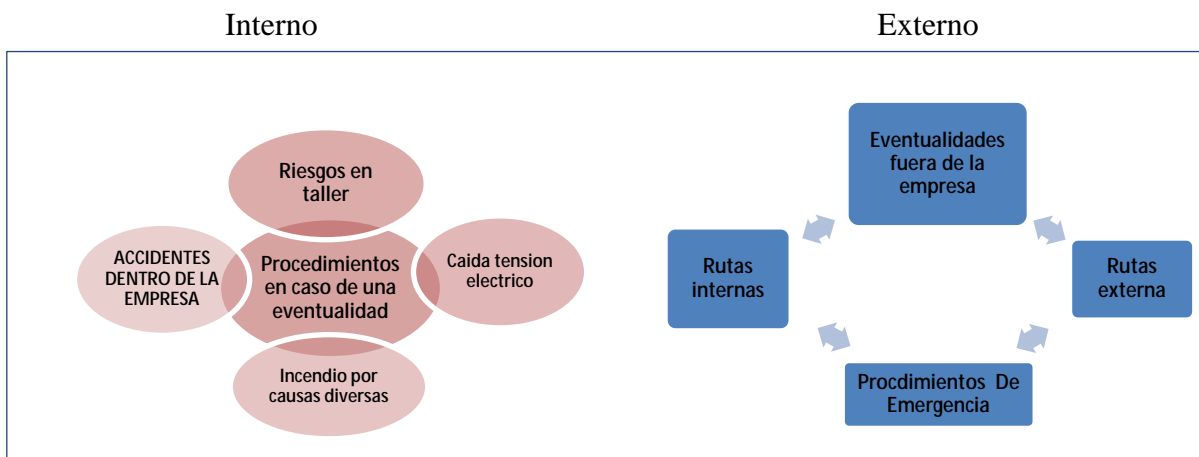 Interno
Externo
Riesgos en
taller
ACCIDENTES
DENTRO DE LA
EMPRESA
Procedimientos
en caso de una
eventualidad
Caida tension
electrico
Incendio por
causas diversas
Eventualidades
fuera de la
empresa
Rutas
internas
Rutas
externa
Procdimientos De
Emergencia